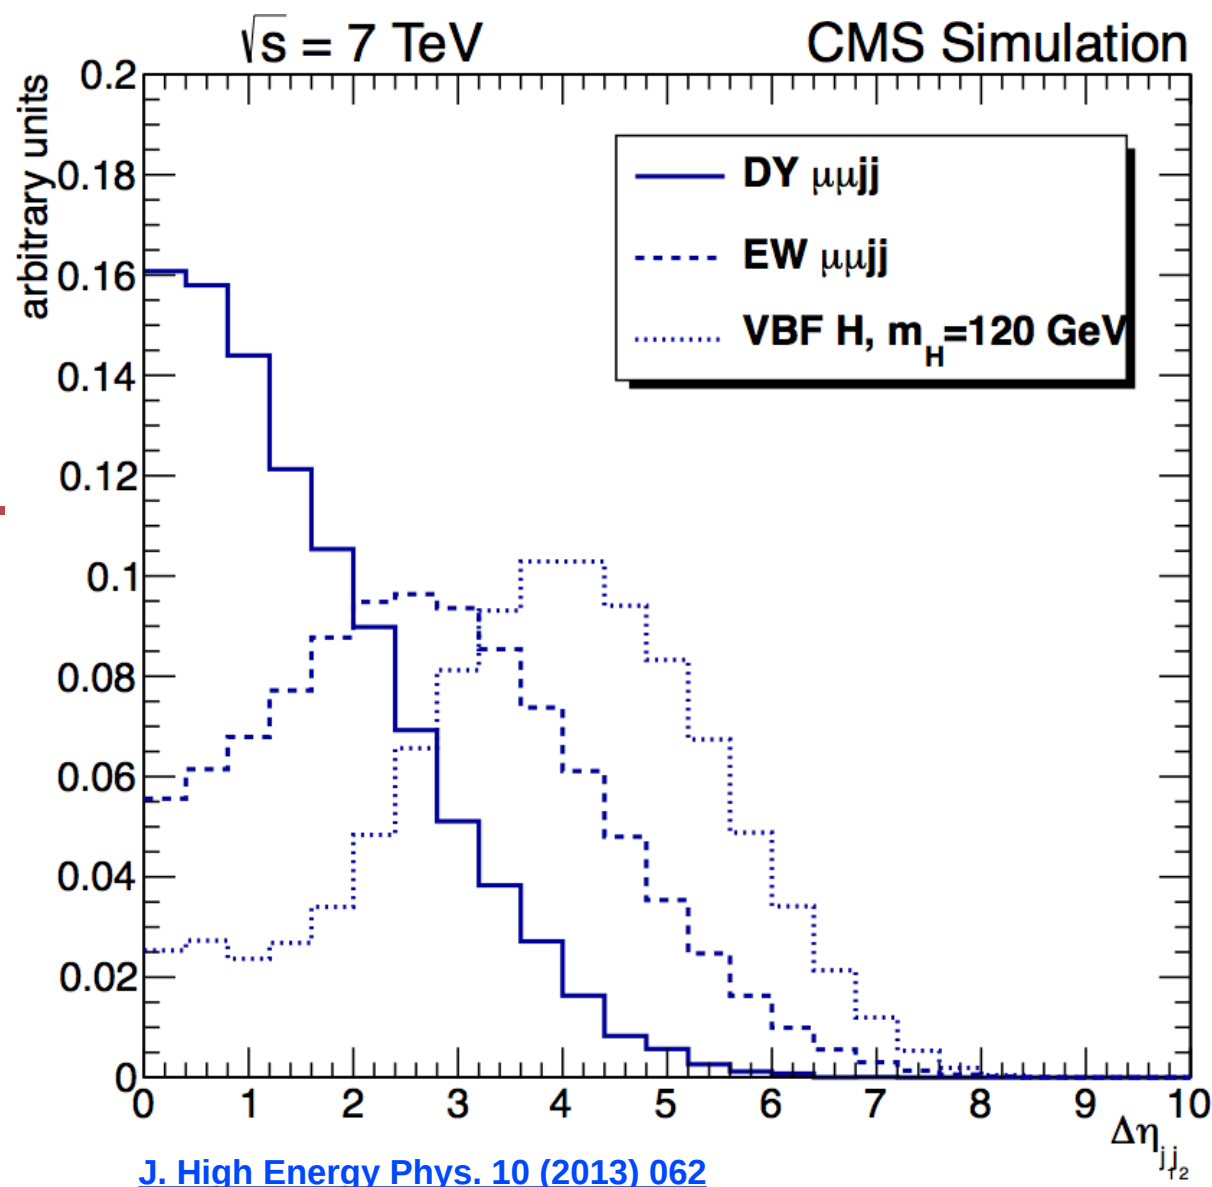 √s = 7 TeV
CMS Simulation
arbitrary units
0.2
0.18
0.16
0.14
0.12
0.1
0.08
0.06
0.04
0.02
0
DY μμjj
EW μμjj
VBF H, m_H=120 GeV
0 1 2 3 4 5 6 7 8 9 10
Δη_j₁j₂
J. High Energy Phys. 10 (2013) 062